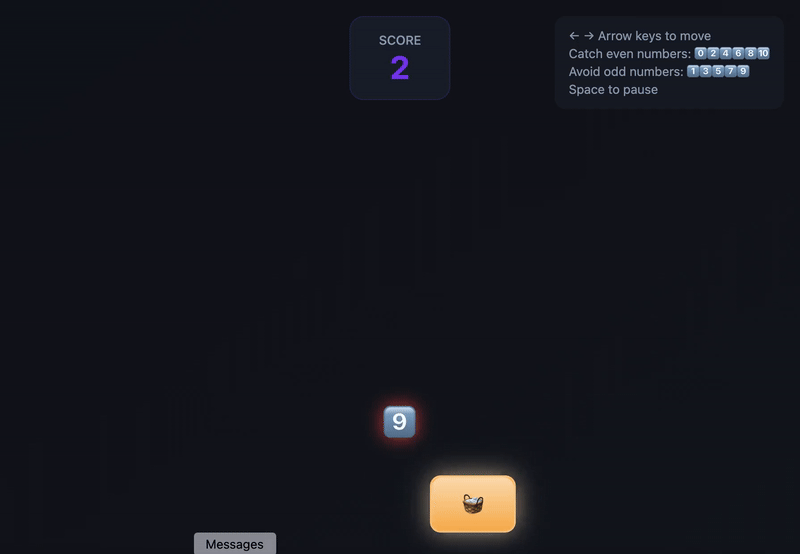 SCORE
2
← → Arrow keys to move
Catch even numbers: 0️⃣2️⃣4️⃣6️⃣8️⃣🔟
Avoid odd numbers: 1️⃣3️⃣5️⃣7️⃣9️⃣
Space to pause
9
Messages